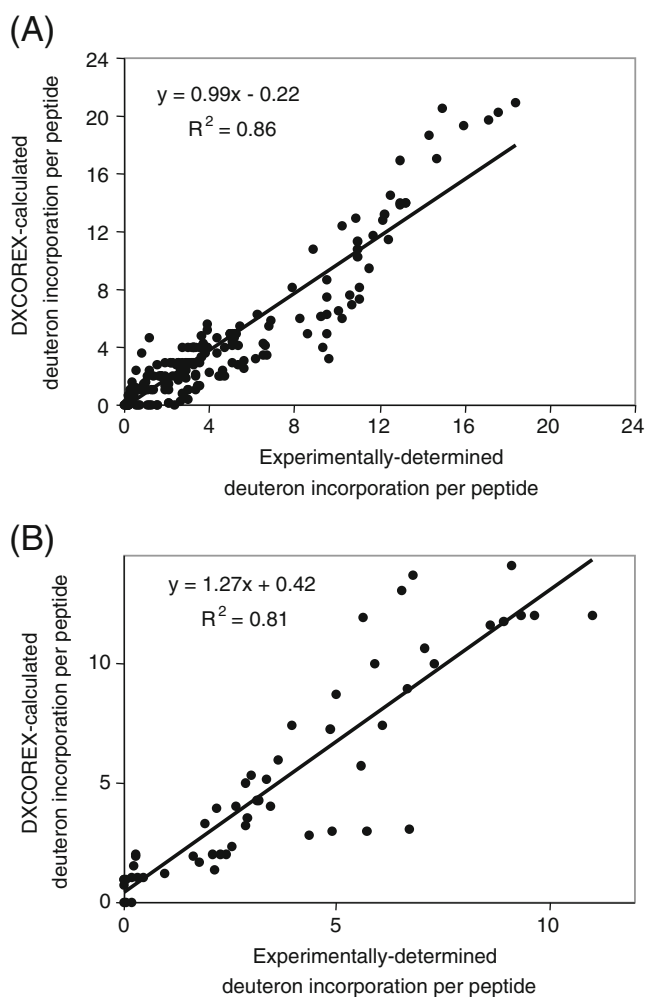 (A)
DXCOREX-calculated
deuteron incorporation per peptide
24
20
16
12
8
4
0
y = 0.99x - 0.22
R² = 0.86
0 4 8 12 16 20 24
Experimentally-determined
deuteron incorporation per peptide
(B)
DXCOREX-calculated
deuteron incorporation per peptide
10
5
0
y = 1.27x + 0.42
R² = 0.81
0 5 10
Experimentally-determined
deuteron incorporation per peptide